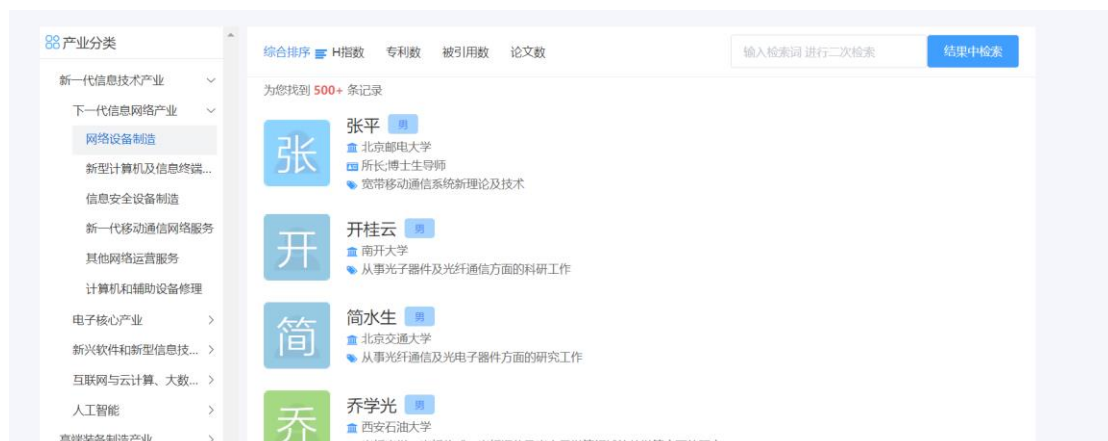 产业分类
新一代信息技术产业
下一代信息网络产业
网络设备制造
新型计算机及信息终端...
信息安全设备制造
新一代移动通信网络服务
其他网络运营服务
计算机和辅助设备修理
电子核心产业
新兴软件和新型信息技...
互联网与云计算、大数...
人工智能
高端装备制造产业
综合排序 H指数 专利数 被引用数 论文数 输入检索词 进行二次检索 结果中检索
为您找到 500+ 条记录
张
张平 男
北京邮电大学
所长;博士生导师
宽带移动通信系统新理论及技术
开
开桂云 男
南开大学
从事光子器件及光纤通信方面的科研工作
简
简水生 男
北京交通大学
从事光纤通信及光电子器件方面的研究工作
乔
乔学光 男
西安石油大学